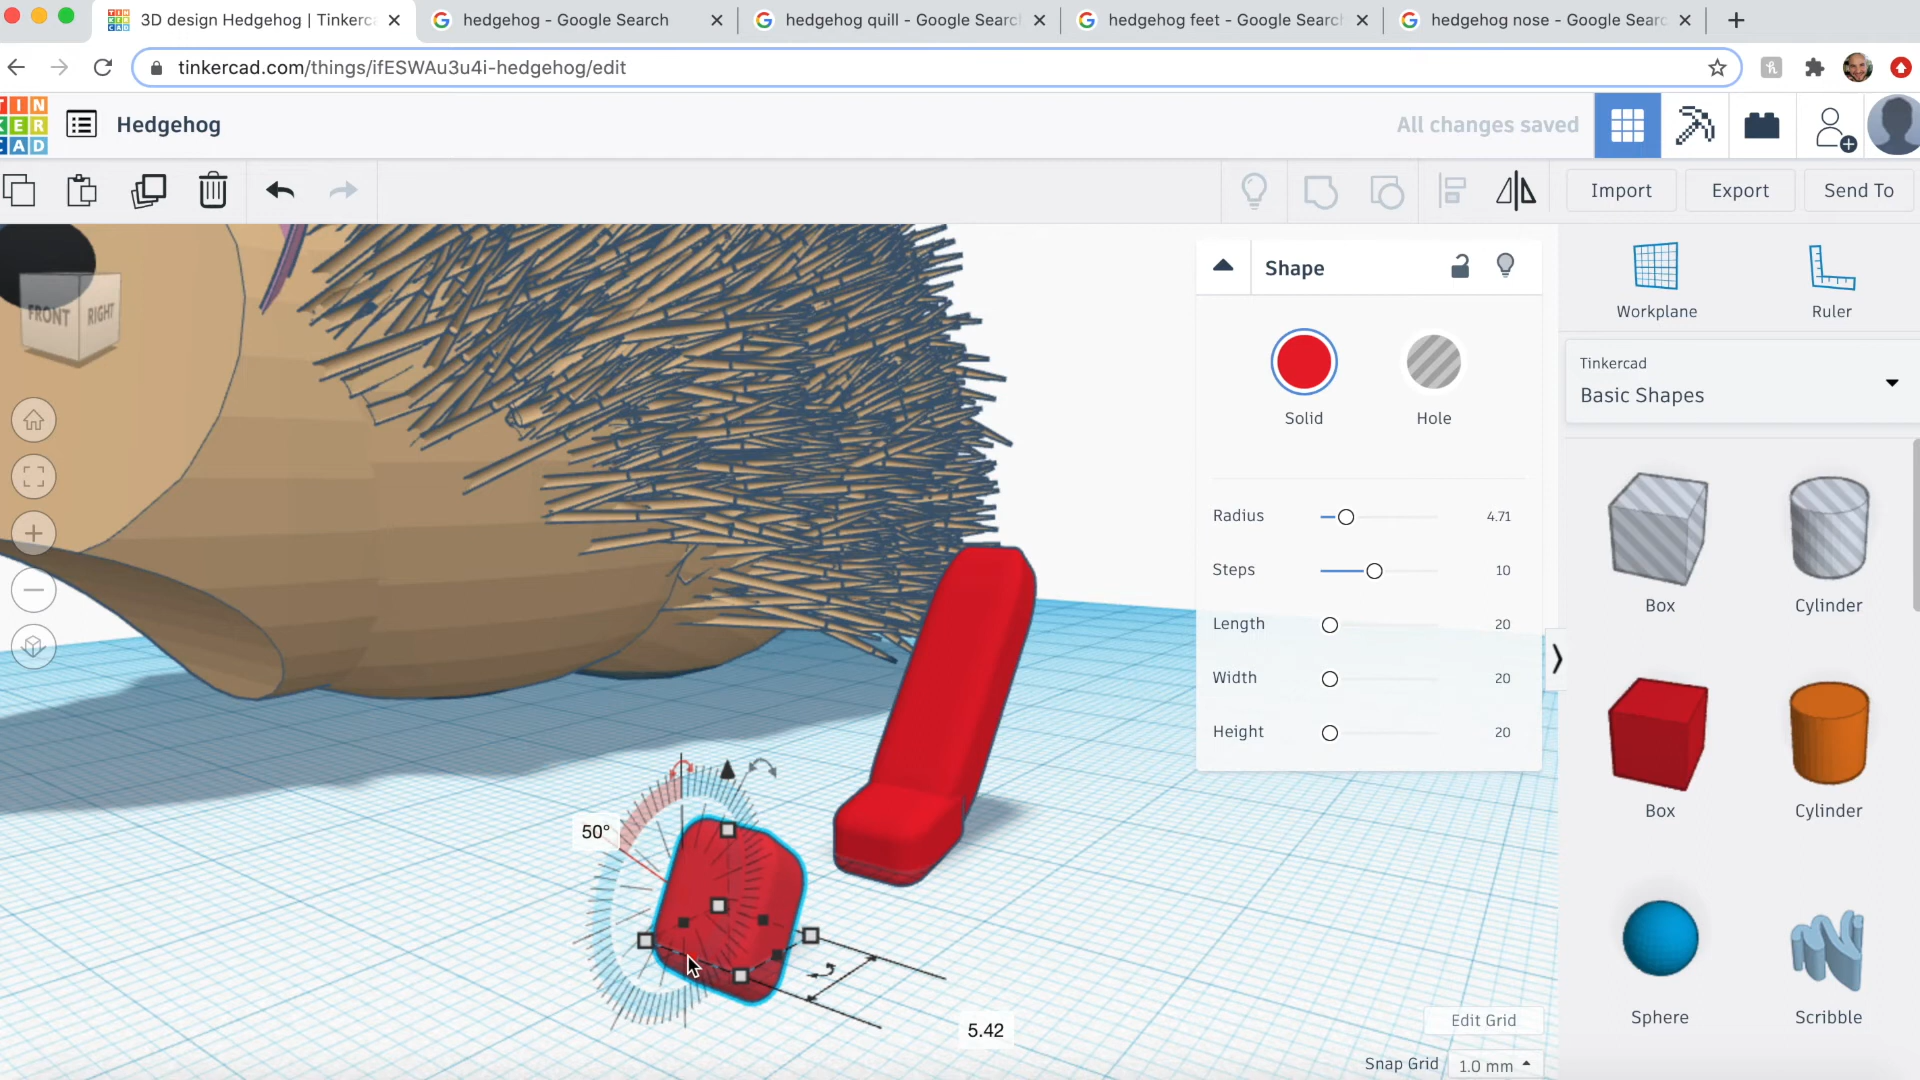 3D design Hedgehog | Tinkerca
hedgehog - Google Search
hedgehog quill - Google Searc
hedgehog feet - Google Search
hedgehog nose - Google Searc
tinkercad.com/things/ifESWAu3u4i-hedgehog/edit
TIN
KER
CAD
Hedgehog
All changes saved
Import
Export
Send To
FRONT
RIGHT
Shape
Solid
Hole
Radius
4.71
Steps
10
Length
20
Width
20
Height
20
Workplane
Ruler
Tinkercad
Basic Shapes
Box
Cylinder
Box
Cylinder
Sphere
Scribble
50°
5.42
Edit Grid
Snap Grid
1.0 mm